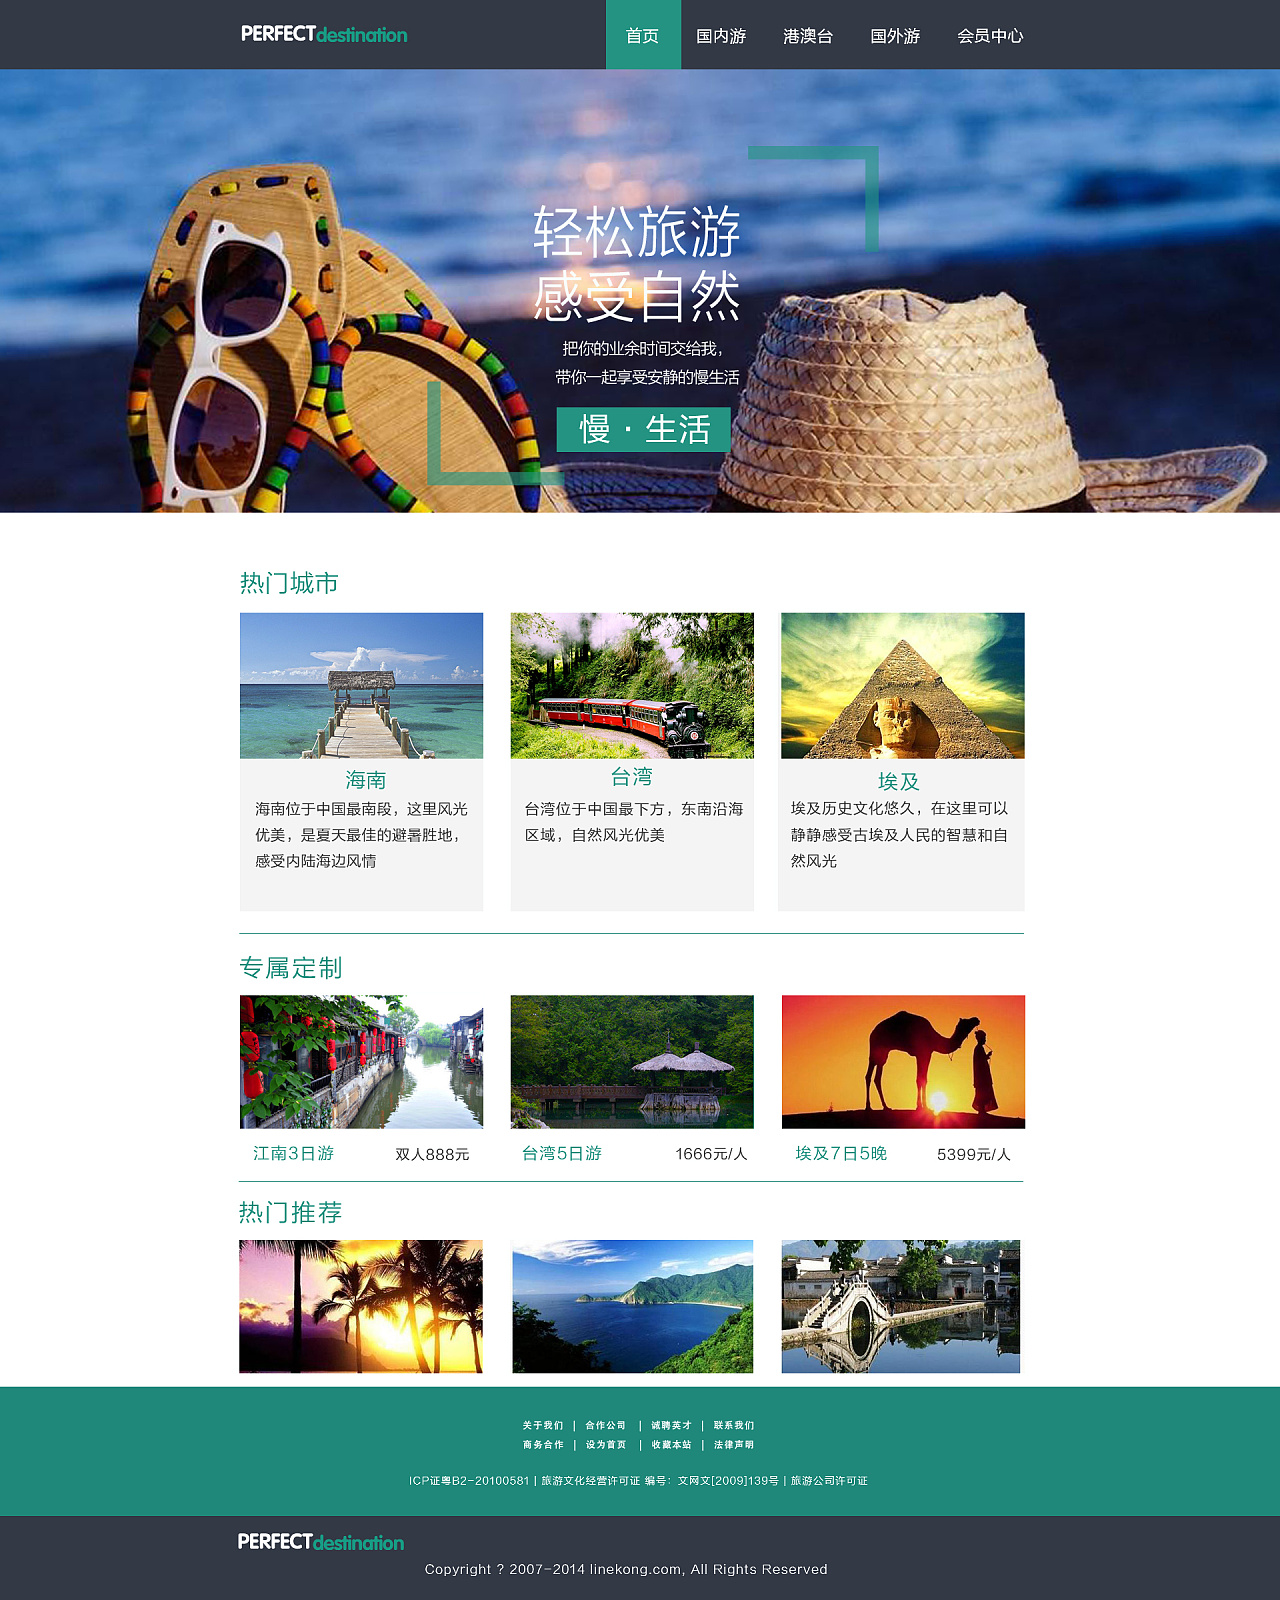 PERFECTdestination
首页 国内游 港澳台 国外游 会员中心
轻松旅游
感受自然
把你的业余时间交给我，
带你一起享受安静的慢生活
慢·生活
热门城市
海南
海南位于中国最南段，这里风光
优美，是夏天最佳的避暑胜地，
感受内陆海边风情
台湾
台湾位于中国最下方，东南沿海
区域，自然风光优美
埃及
埃及历史文化悠久，在这里可以
静静感受古埃及人民的智慧和自
然风光
专属定制
江南3日游 双人888元
台湾5日游 1666元/人
埃及7日5晚 5399元/人
热门推荐
关于我们 | 合作公司 | 诚聘英才 | 联系我们
商务合作 | 设为首页 | 收藏本站 | 法律声明
ICP证粤B2-20100581 | 旅游文化经营许可证 编号：文网文[2009]139号 | 旅游公司许可证
PERFECTdestination
Copyright ? 2007-2014 linekong.com, All Rights Reserved